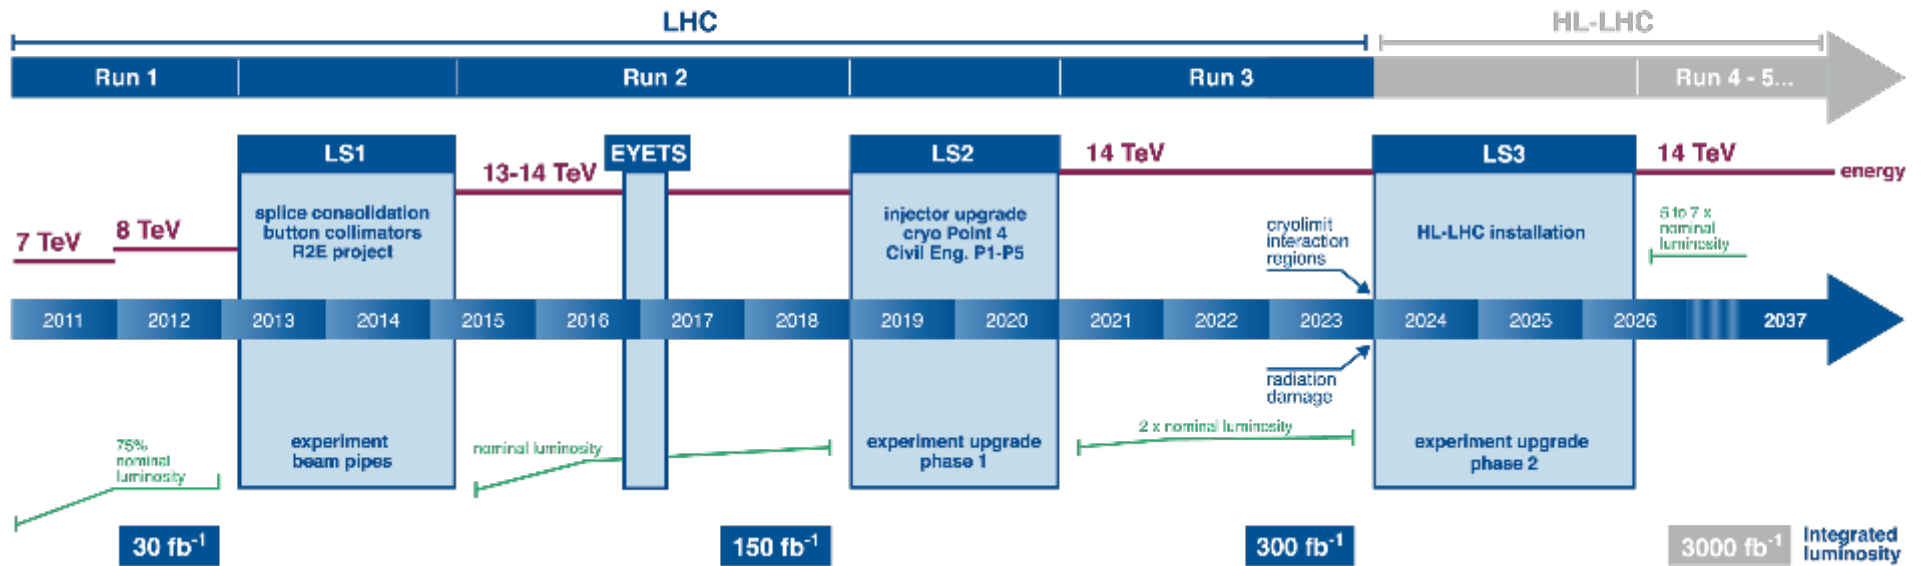 LHC
HL-LHC
Run 1
Run 2
Run 3
Run 4 - 5...
LS1
EYETS
LS2
14 TeV
LS3
14 TeV
13-14 TeV
energy
7 TeV
8 TeV
splice consolidation
button collimators
R2E project
injector upgrade
cryo Point 4
Civil Eng. P1-P5
cryolimit
interaction
regions
HL-LHC installation
5 to 7 x
nominal
luminosity
2011
2012
2013
2014
2015
2016
2017
2018
2019
2020
2021
2022
2023
2024
2025
2026
2037
radiation
damage
75%
nominal
luminosity
experiment
beam pipes
nominal luminosity
experiment upgrade
phase 1
2 x nominal luminosity
experiment upgrade
phase 2
30 fb⁻¹
150 fb⁻¹
300 fb⁻¹
3000 fb⁻¹
Integrated
luminosity